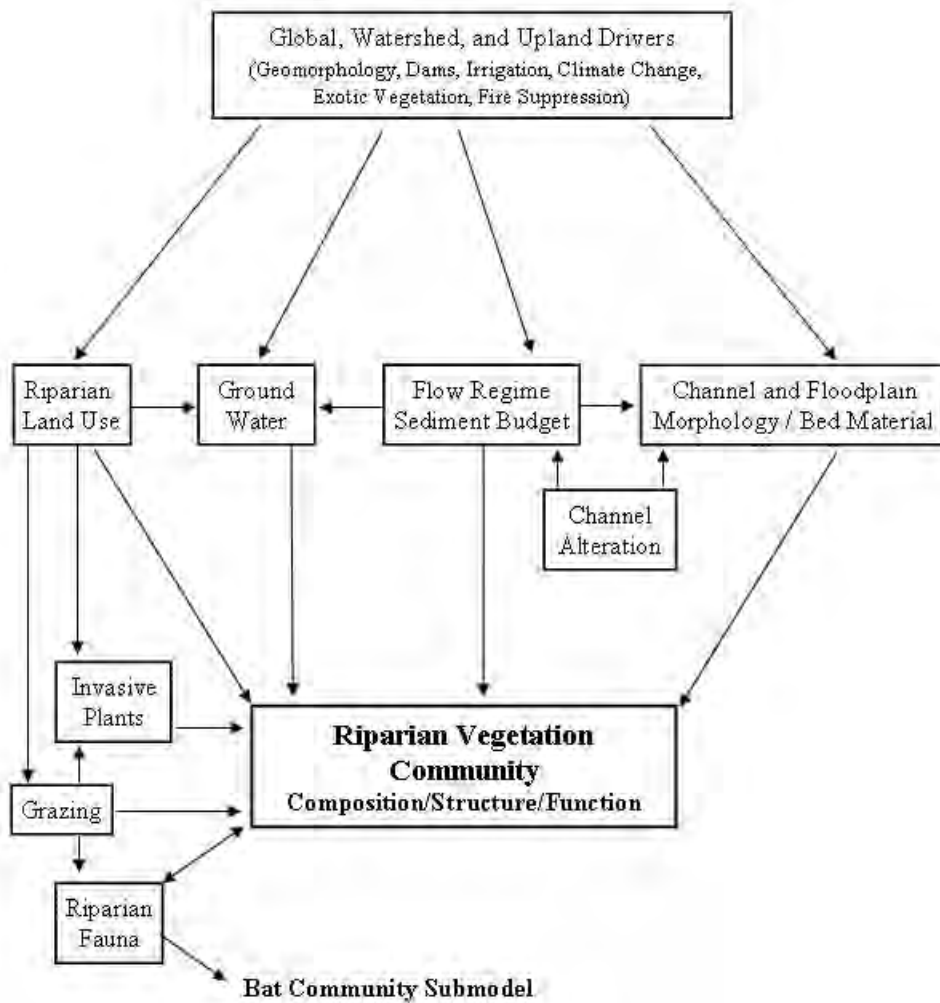 Global, Watershed, and Upland Drivers
(Geomorphology, Dams, Irrigation, Climate Change,
Exotic Vegetation, Fire Suppression)
Riparian
Land Use
Ground
Water
Flow Regime
Sediment Budget
Channel and Floodplain
Morphology / Bed Material
Channel
Alteration
Invasive
Plants
Riparian Vegetation
Community
Composition/Structure/Function
Grazing
Riparian
Fauna
Bat Community Submodel